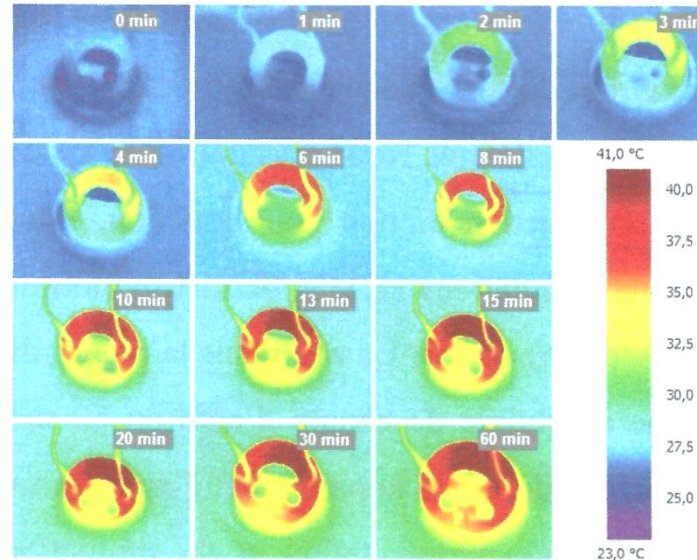 0 min
1 min
2 min
3 min
4 min
6 min
8 min
41,0 °C
40,0
37,5
35,0
32,5
30,0
27,5
25,0
23,0 °C
10 min
13 min
15 min
20 min
30 min
60 min